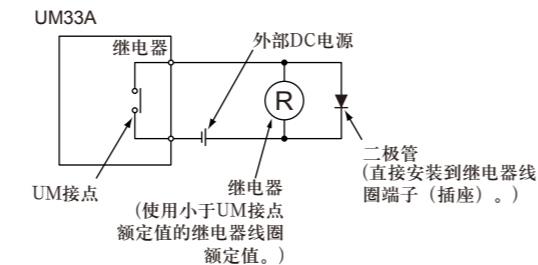 UM33A
继电器
外部DC电源
R
UM接点
继电器
(使用小于UM接点
额定值的继电器线圈
额定值。)
二极管
(直接安装到继电器线
圈端子（插座）。)